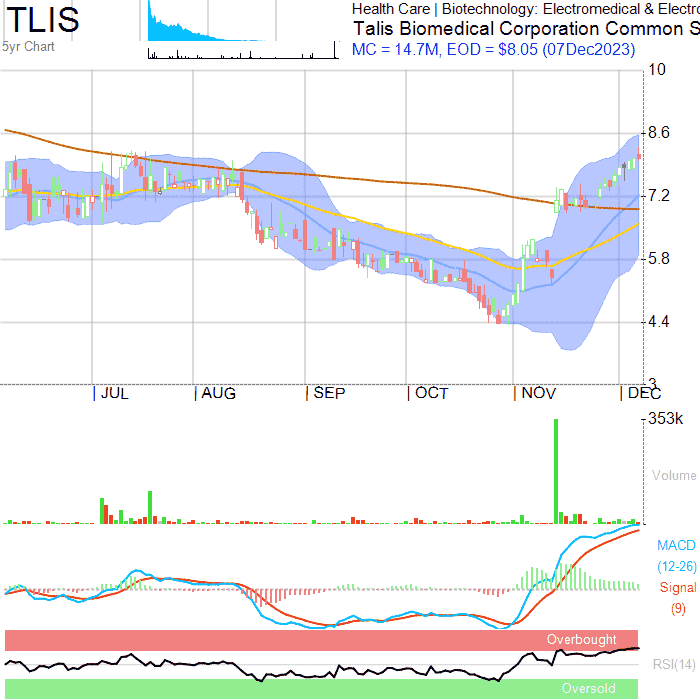 TLIS
5yr Chart
Health Care | Biotechnology: Electromedical & Electro
Talis Biomedical Corporation Common S
MC = 14.7M, EOD = $8.05 (07Dec2023)
10
8.6
7.2
5.8
4.4
3
JUL AUG SEP OCT NOV DEC
353k
Volume
MACD
(12-26)
Signal
(9)
Overbought
RSI(14)
Oversold